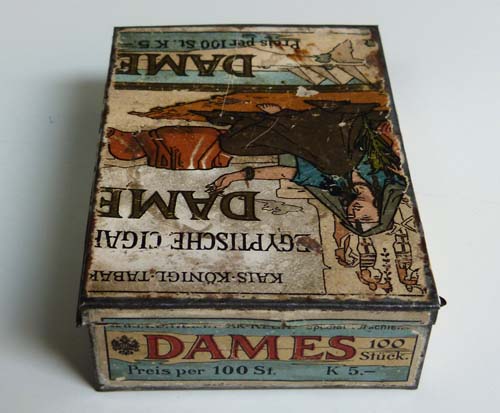 KAIS·KÖNIGL·TABAK
EGYPTISCHE CIGAR
DAME
DAME
Preis per 100 St. K 5-
DAMES 100
Stück.
Preis per 100 St. K 5.–